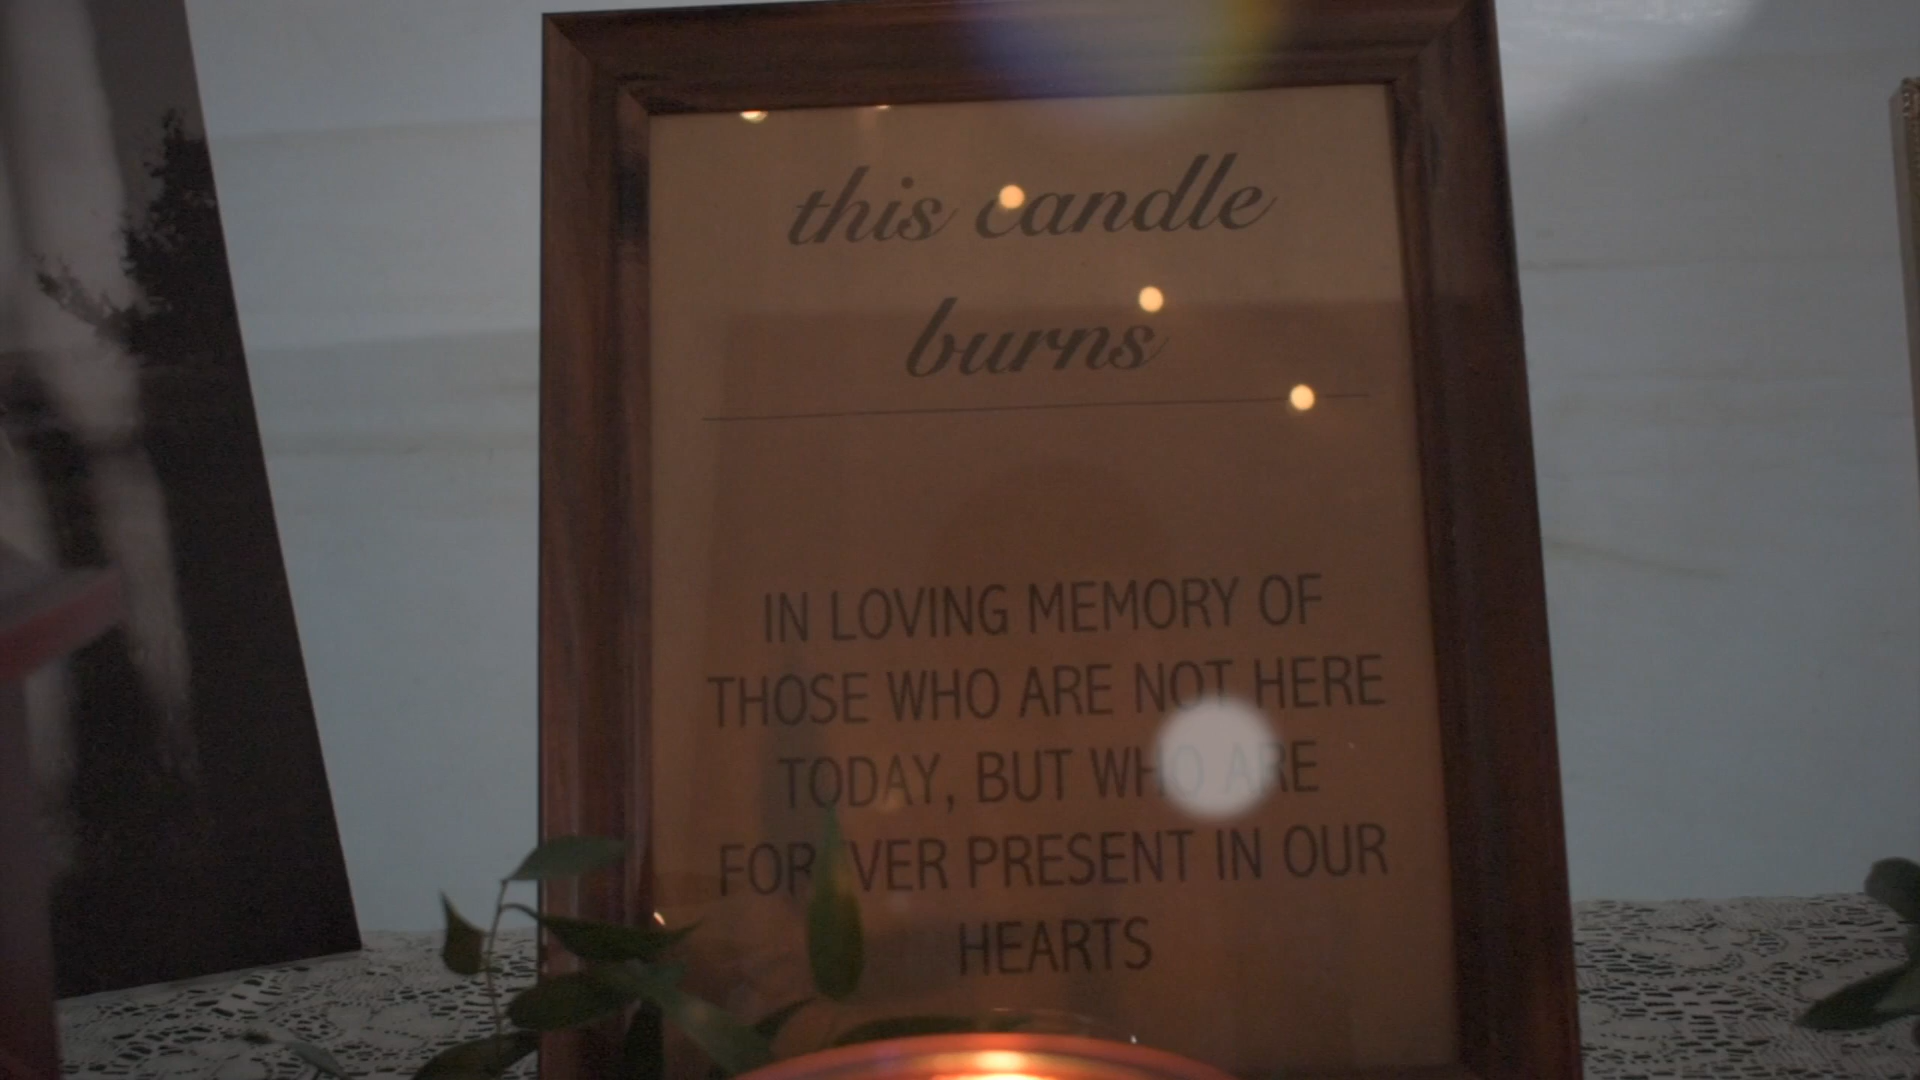 this candle
burns
IN LOVING MEMORY OF
THOSE WHO ARE NOT HERE
TODAY, BUT WHO ARE
FOREVER PRESENT IN OUR
HEARTS